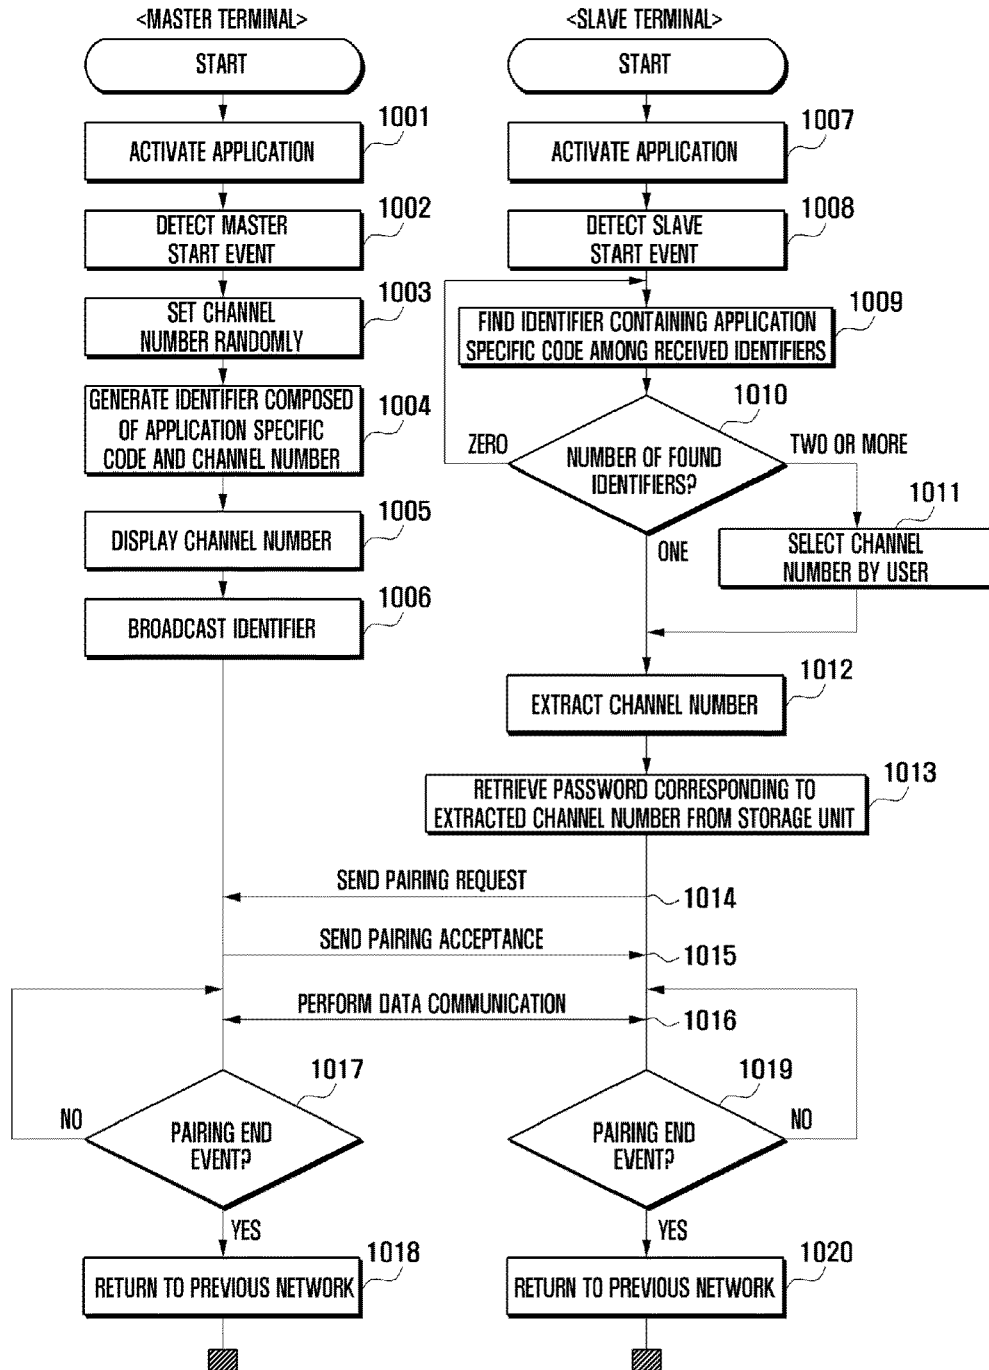 <MASTER TERMINAL>
START
1001
ACTIVATE APPLICATION
1002
DETECT MASTER
START EVENT
1003
SET CHANNEL
NUMBER RANDOMLY
1004
GENERATE IDENTIFIER COMPOSED
OF APPLICATION SPECIFIC
CODE AND CHANNEL NUMBER
1005
DISPLAY CHANNEL NUMBER
1006
BROADCAST IDENTIFIER
<SLAVE TERMINAL>
START
1007
ACTIVATE APPLICATION
1008
DETECT SLAVE
START EVENT
1009
FIND IDENTIFIER CONTAINING APPLICATION
SPECIFIC CODE AMONG RECEIVED IDENTIFIERS
1010
ZERO
NUMBER OF FOUND
IDENTIFIERS?
TWO OR MORE
1011
SELECT CHANNEL
NUMBER BY USER
ONE
1012
EXTRACT CHANNEL NUMBER
1013
RETRIEVE PASSWORD CORRESPONDING TO
EXTRACTED CHANNEL NUMBER FROM STORAGE UNIT
SEND PAIRING REQUEST
1014
SEND PAIRING ACCEPTANCE
1015
PERFORM DATA COMMUNICATION
1016
1017
NO
PAIRING END
EVENT?
YES
1018
RETURN TO PREVIOUS NETWORK
1019
PAIRING END
EVENT?
NO
YES
1020
RETURN TO PREVIOUS NETWORK